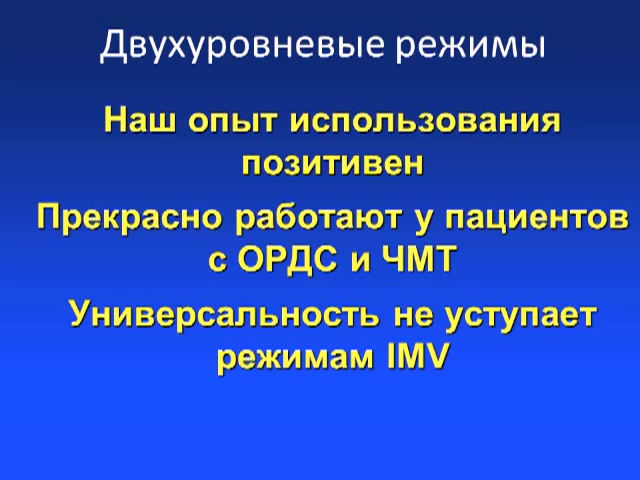 Двухуровневые режимы
Наш опыт использования
позитивен
Прекрасно работают у пациентов
с ОРДС и ЧМТ
Универсальность не уступает
режимам IMV